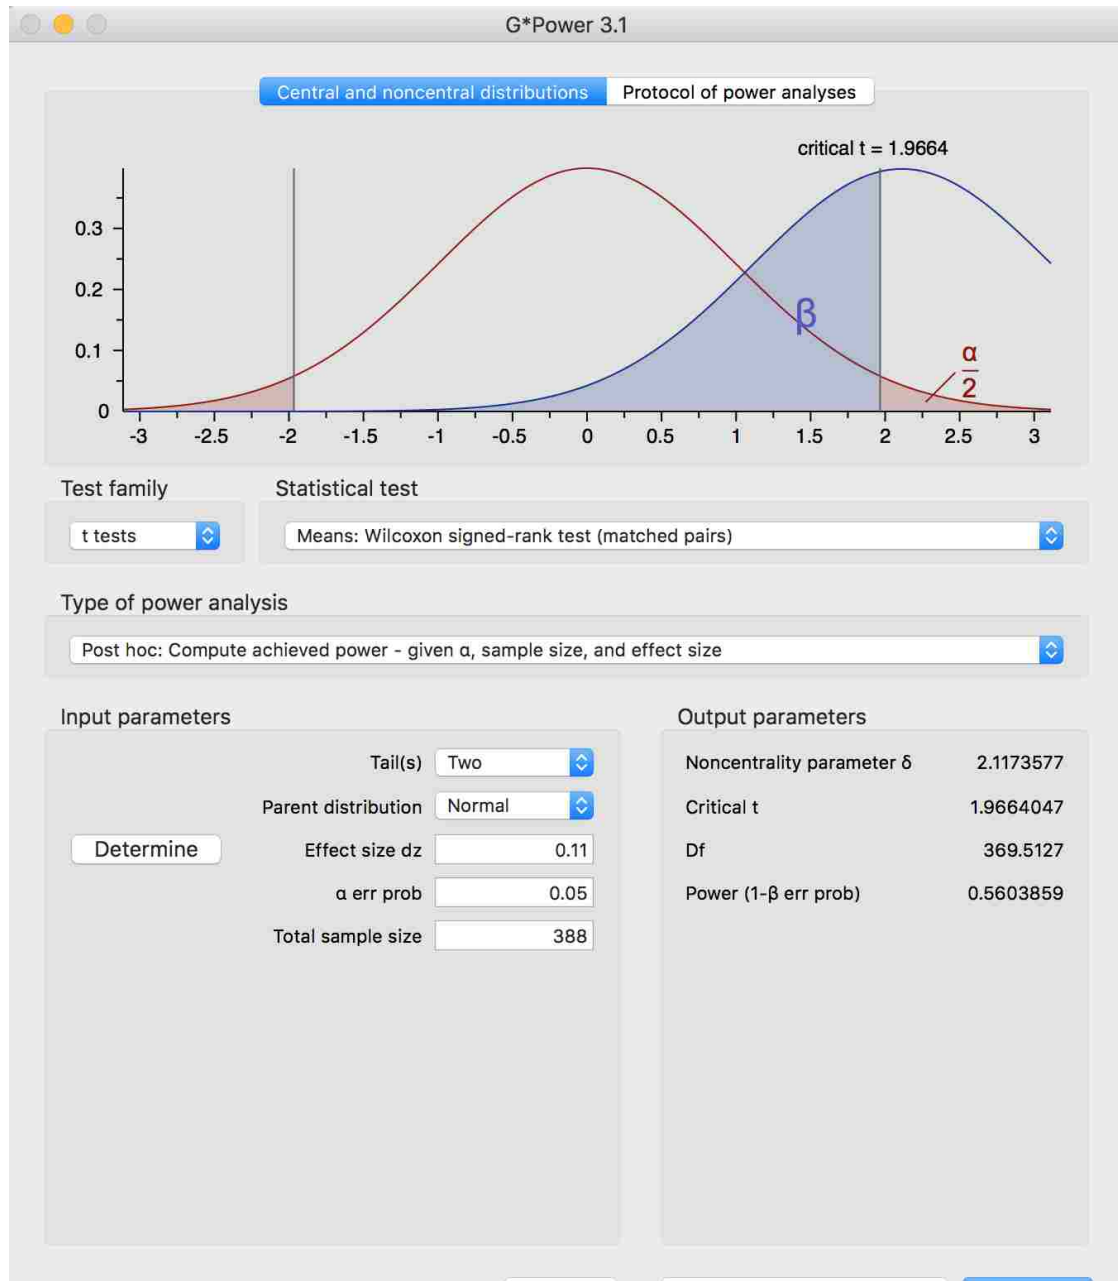 G*Power 3.1
Central and noncentral distributions Protocol of power analyses
critical t = 1.9664
0.3
0.2
β
0.1
α
2
0
-3 -2.5 -2 -1.5 -1 -0.5 0 0.5 1 1.5 2 2.5 3
Test family Statistical test
t tests Means: Wilcoxon signed-rank test (matched pairs)
Type of power analysis
Post hoc: Compute achieved power - given α, sample size, and effect size
Input parameters Output parameters
Tail(s) Two Noncentrality parameter δ 2.1173577
Parent distribution Normal Critical t 1.9664047
Determine Effect size dz 0.11 Df 369.5127
α err prob 0.05 Power (1-β err prob) 0.5603859
Total sample size 388